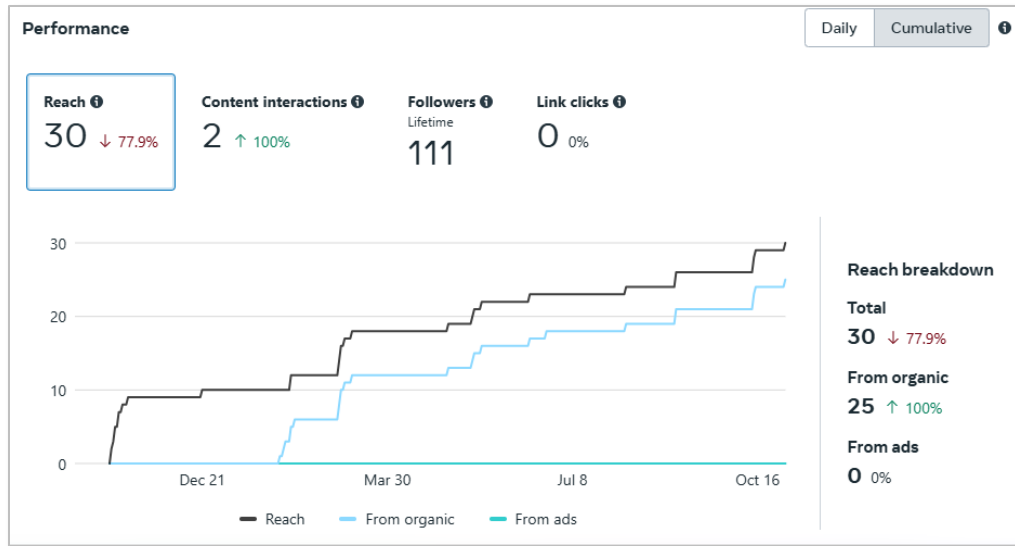 Performance
Daily Cumulative
Reach Content interactions Followers Link clicks
Lifetime
30 ↓ 77.9% 2 ↑ 100% 111 0 0%
30
20
10
0
Dec 21 Mar 30 Jul 8 Oct 16
Reach From organic From ads
Reach breakdown
Total
30 ↓ 77.9%
From organic
25 ↑ 100%
From ads
0 0%